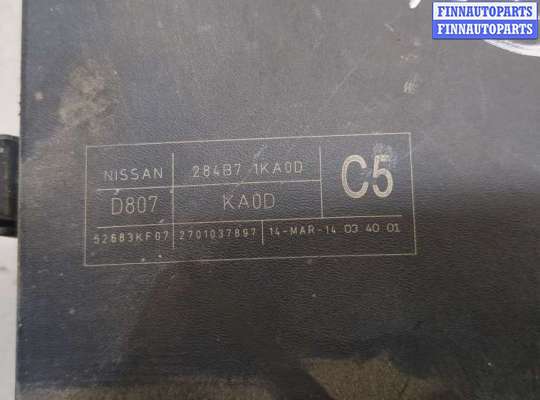 FINNAUTOPARTS
FINNAUTOPARTS
NISSAN 284B7 1KA0D
C5
D807 KA0D
52683KF07 2701037897 14-MAR-14 03 40 01